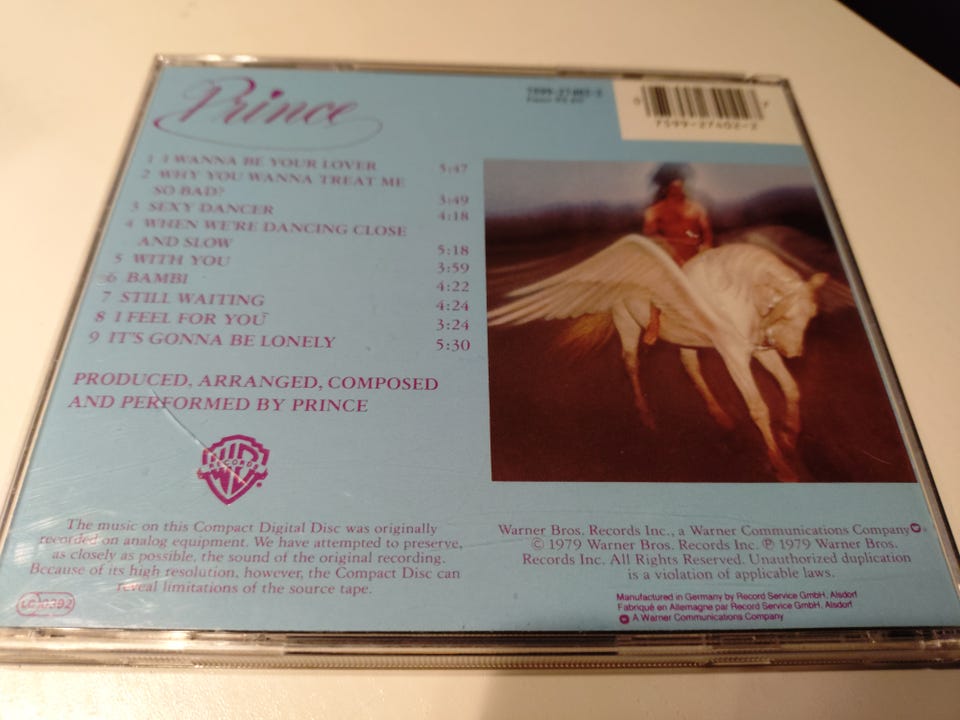 Prince
7599-27402-2
0 7
7599-27402-2
1 I WANNA BE YOUR LOVER 5:47
2 WHY YOU WANNA TREAT ME
SO BAD? 3:49
3 SEXY DANCER 4:18
4 WHEN WE'RE DANCING CLOSE
AND SLOW 5:18
5 WITH YOU 3:59
6 BAMBI 4:22
7 STILL WAITING 4:24
8 I FEEL FOR YOU 3:24
9 IT'S GONNA BE LONELY 5:30
PRODUCED, ARRANGED, COMPOSED
AND PERFORMED BY PRINCE
RECORDS
The music on this Compact Digital Disc was originally
recorded on analog equipment. We have attempted to preserve,
as closely as possible, the sound of the original recording.
Because of its high resolution, however, the Compact Disc can
reveal limitations of the source tape.
LC 0392
Warner Bros. Records Inc., a Warner Communications Company
© 1979 Warner Bros. Records Inc. ℗ 1979 Warner Bros.
Records Inc. All Rights Reserved. Unauthorized duplication
is a violation of applicable laws.
Manufactured in Germany by Record Service GmbH, Alsdorf
Fabriqué en Allemagne par Record Service GmbH, Alsdorf
A Warner Communications Company